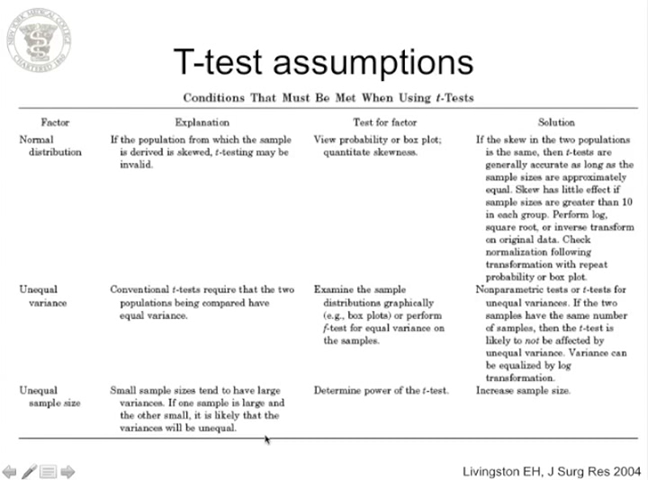 NEW YORK MEDICAL COLLEGE
CHARTERED 1860
T-test assumptions
Conditions That Must Be Met When Using t-Tests
Factor Explanation Test for factor Solution
Normal
distribution
If the population from which the sample
is derived is skewed, t-testing may be
invalid.
View probability or box plot;
quantitate skewness.
If the skew in the two populations
is the same, then t-tests are
generally accurate as long as the
sample sizes are approximately
equal. Skew has little effect if
sample sizes are greater than 10
in each group. Perform log,
square root, or inverse transform
on original data. Check
normalization following
transformation with repeat
probability or box plot.
Unequal
variance
Conventional t-tests require that the two
populations being compared have
equal variance.
Examine the sample
distributions graphically
(e.g., box plots) or perform
f-test for equal variance on
the samples.
Nonparametric tests or t-tests for
unequal variances. If the two
samples have the same number
of samples, then the t-test is
likely to not be affected by
unequal variance. Variance can
be equalized by log
transformation.
Unequal
sample size
Small sample sizes tend to have large
variances. If one sample is large and
the other small, it is likely that the
variances will be unequal.
Determine power of the t-test.
Increase sample size.
Livingston EH, J Surg Res 2004